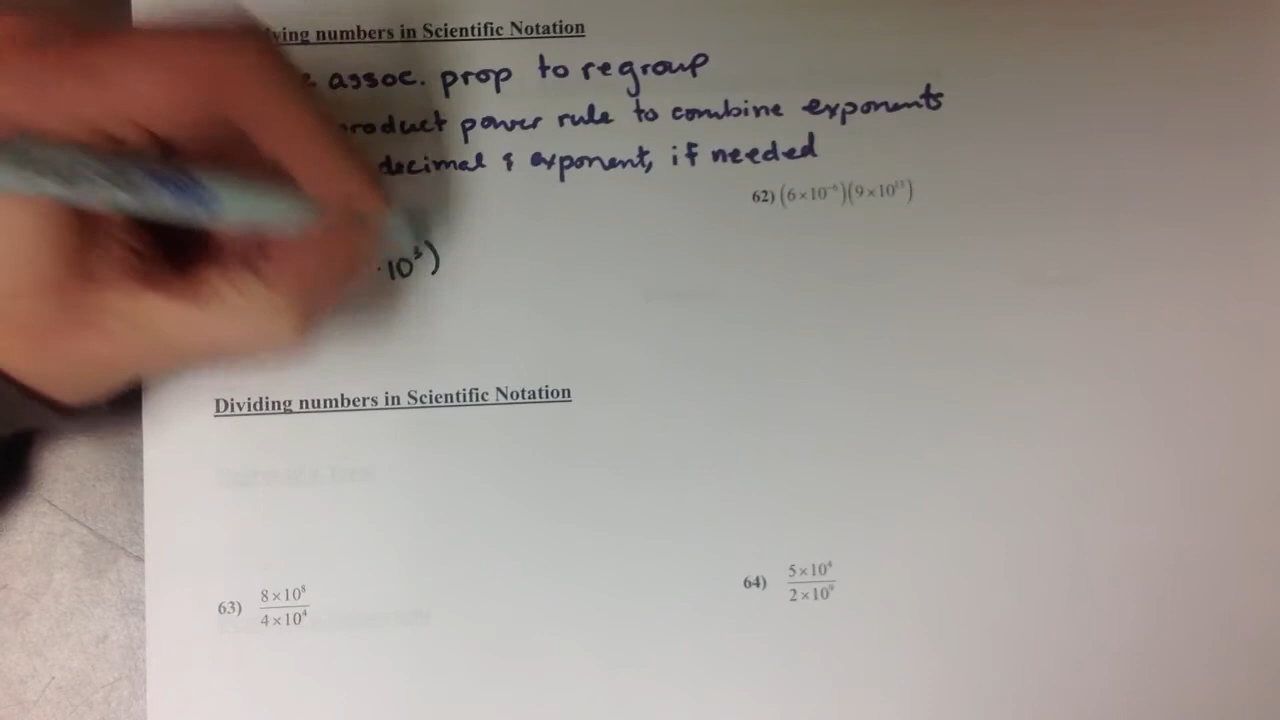 numbers in Scientific Notation
assoc. prop to regroup
power rule to combine exponents
decimal & exponent, if needed
62) (6×10⁻⁶)(9×10¹³)
·10³)
Dividing numbers in Scientific Notation
63) 8×10⁸
4×10⁴
64) 5×10⁴
2×10⁹